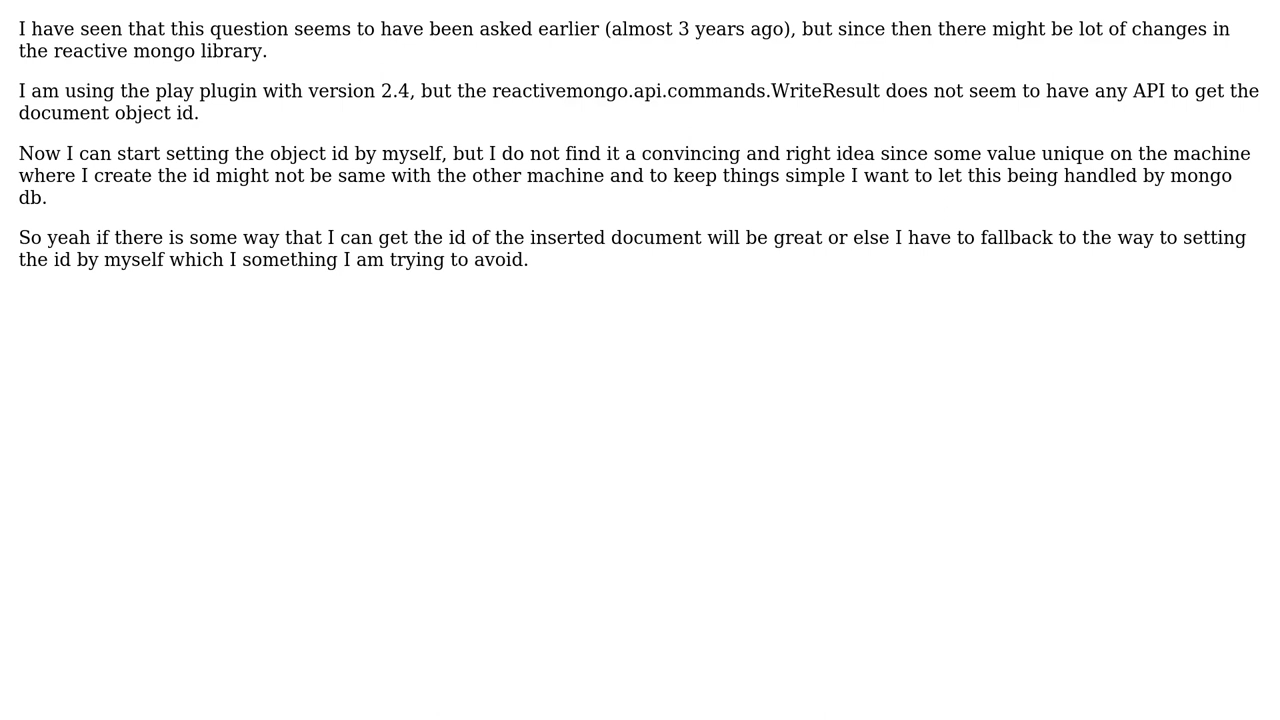 I have seen that this question seems to have been asked earlier (almost 3 years ago), but since then there might be lot of changes in
the reactive mongo library.
I am using the play plugin with version 2.4, but the reactivemongo.api.commands.WriteResult does not seem to have any API to get the
document object id.
Now I can start setting the object id by myself, but I do not find it a convincing and right idea since some value unique on the machine
where I create the id might not be same with the other machine and to keep things simple I want to let this being handled by mongo
db.
So yeah if there is some way that I can get the id of the inserted document will be great or else I have to fallback to the way to setting
the id by myself which I something I am trying to avoid.